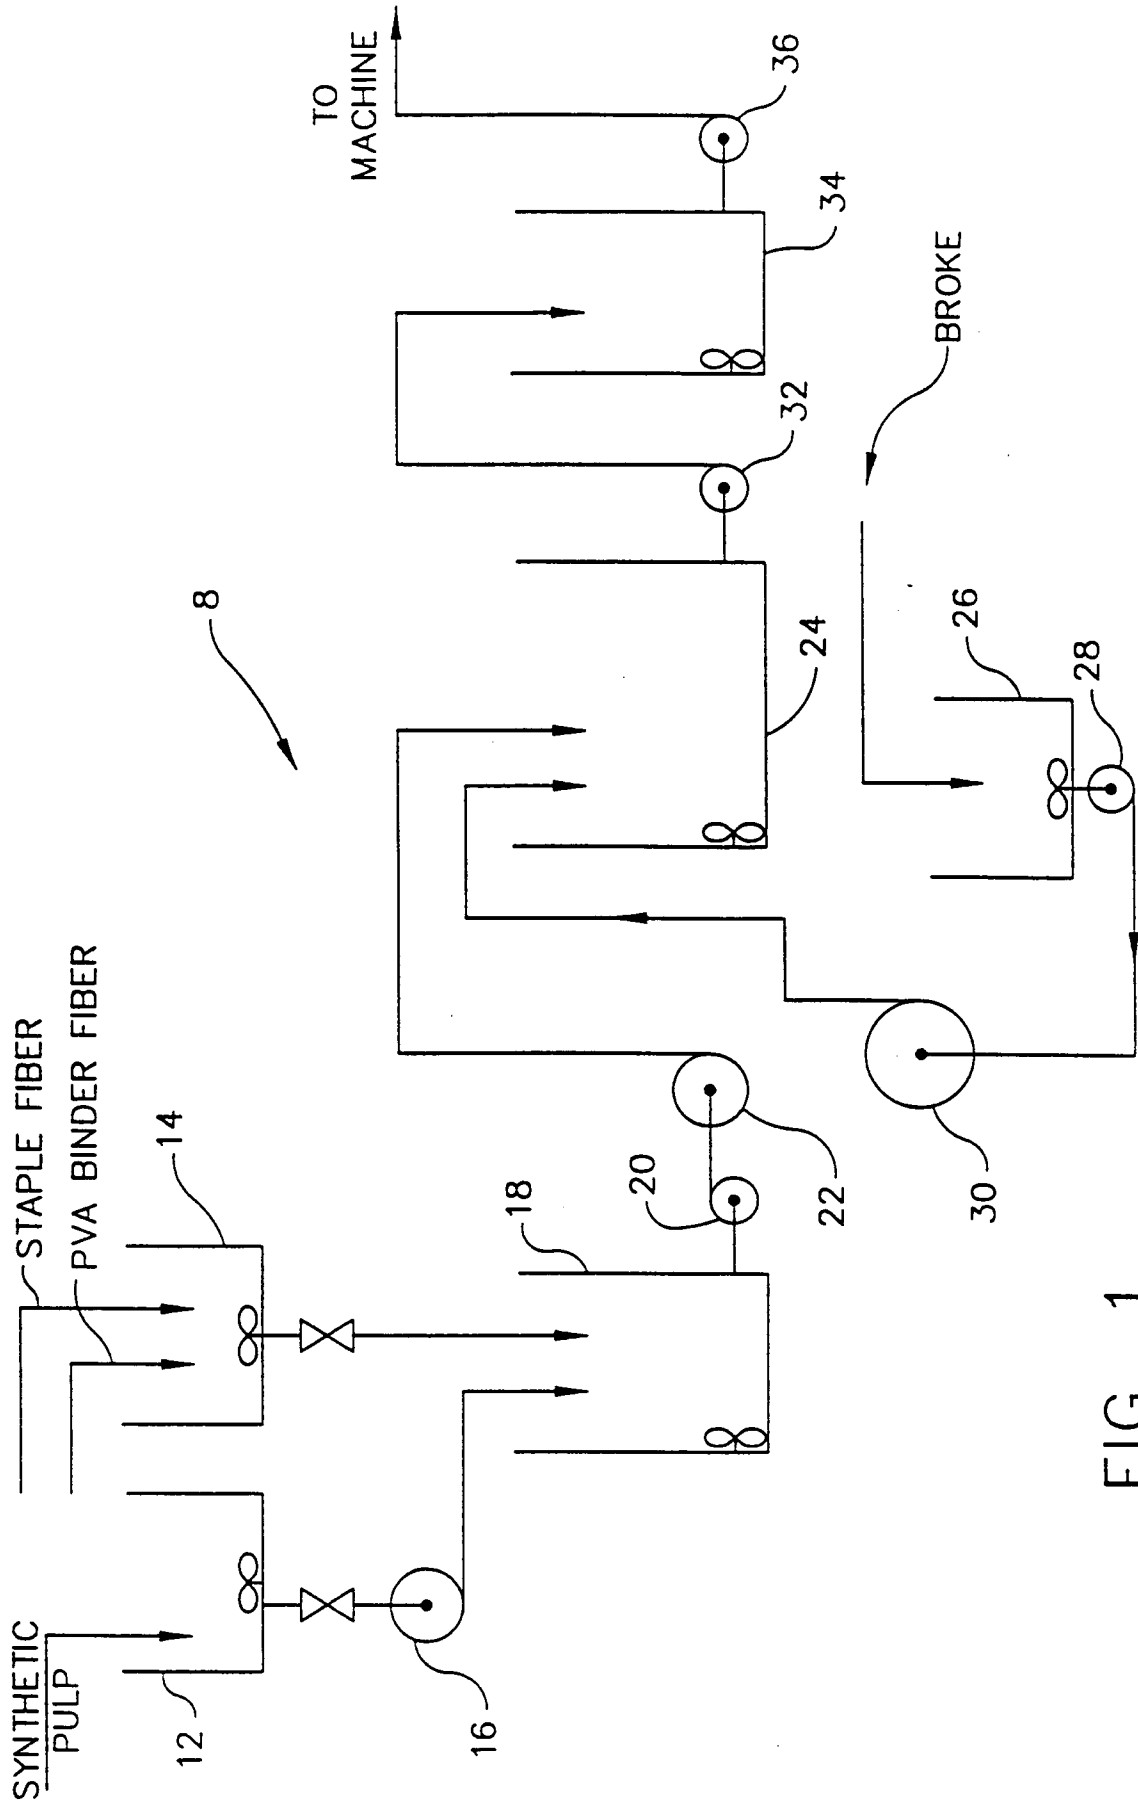 SYNTHETIC
PULP
STAPLE FIBER
PVA BINDER FIBER
12
14
16
18
20
22
8
24
26
28
30
32
34
36
TO
MACHINE
BROKE
FIG. 1